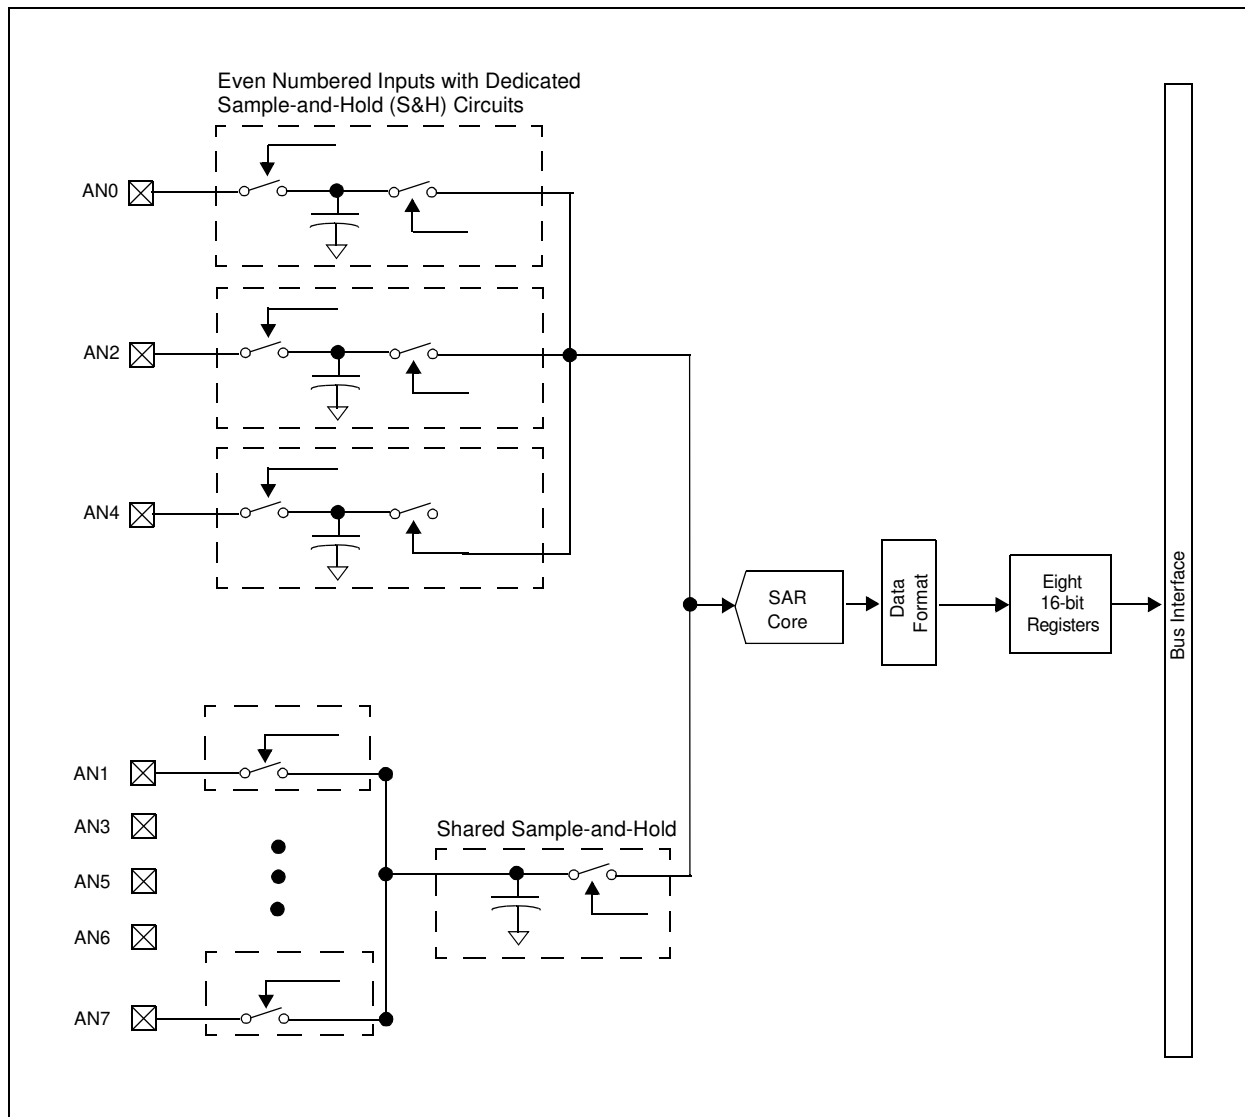 Even Numbered Inputs with Dedicated
Sample-and-Hold (S&H) Circuits
AN0
AN2
AN4
SAR
Core
Data
Format
Eight
16-bit
Registers
Bus Interface
AN1
AN3
Shared Sample-and-Hold
AN5
AN6
AN7